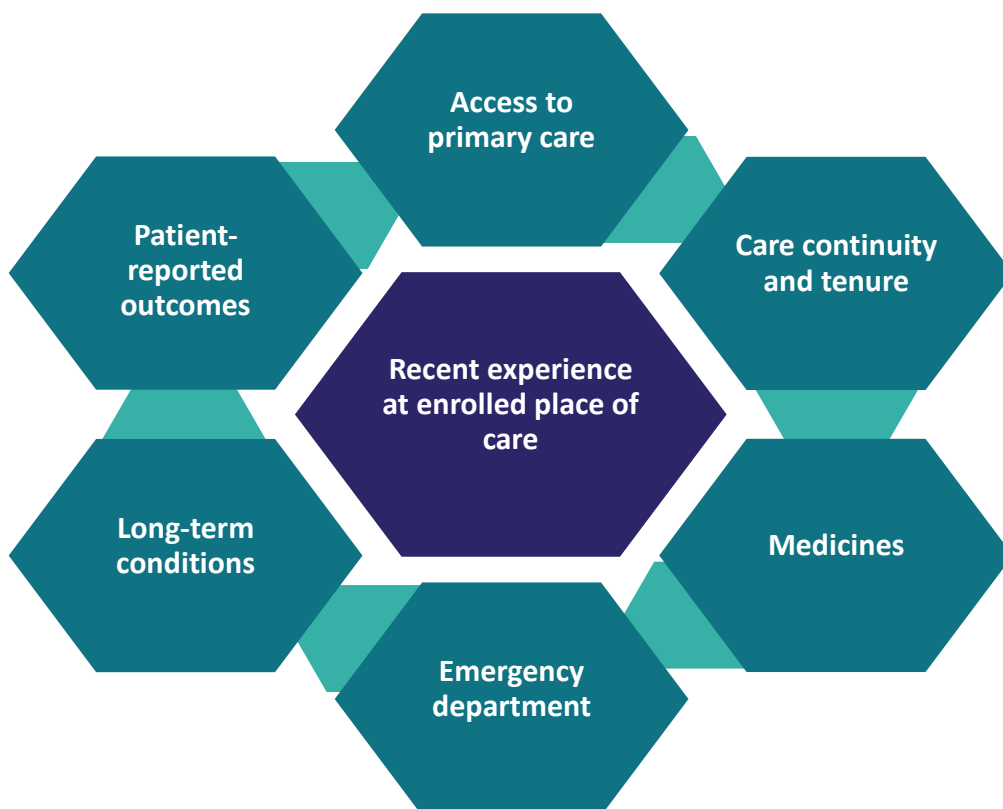 Access to
primary care
Care continuity
and tenure
Medicines
Emergency
department
Long-term
conditions
Patient-
reported
outcomes
Recent experience
at enrolled place of
care